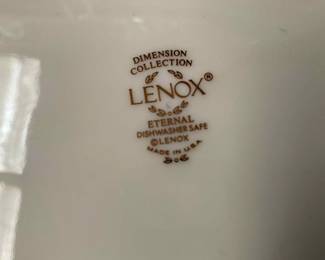 DIMENSION
COLLECTION
LENOX®
ETERNAL
DISHWASHER SAFE
©LENOX
MADE IN U.S.A.